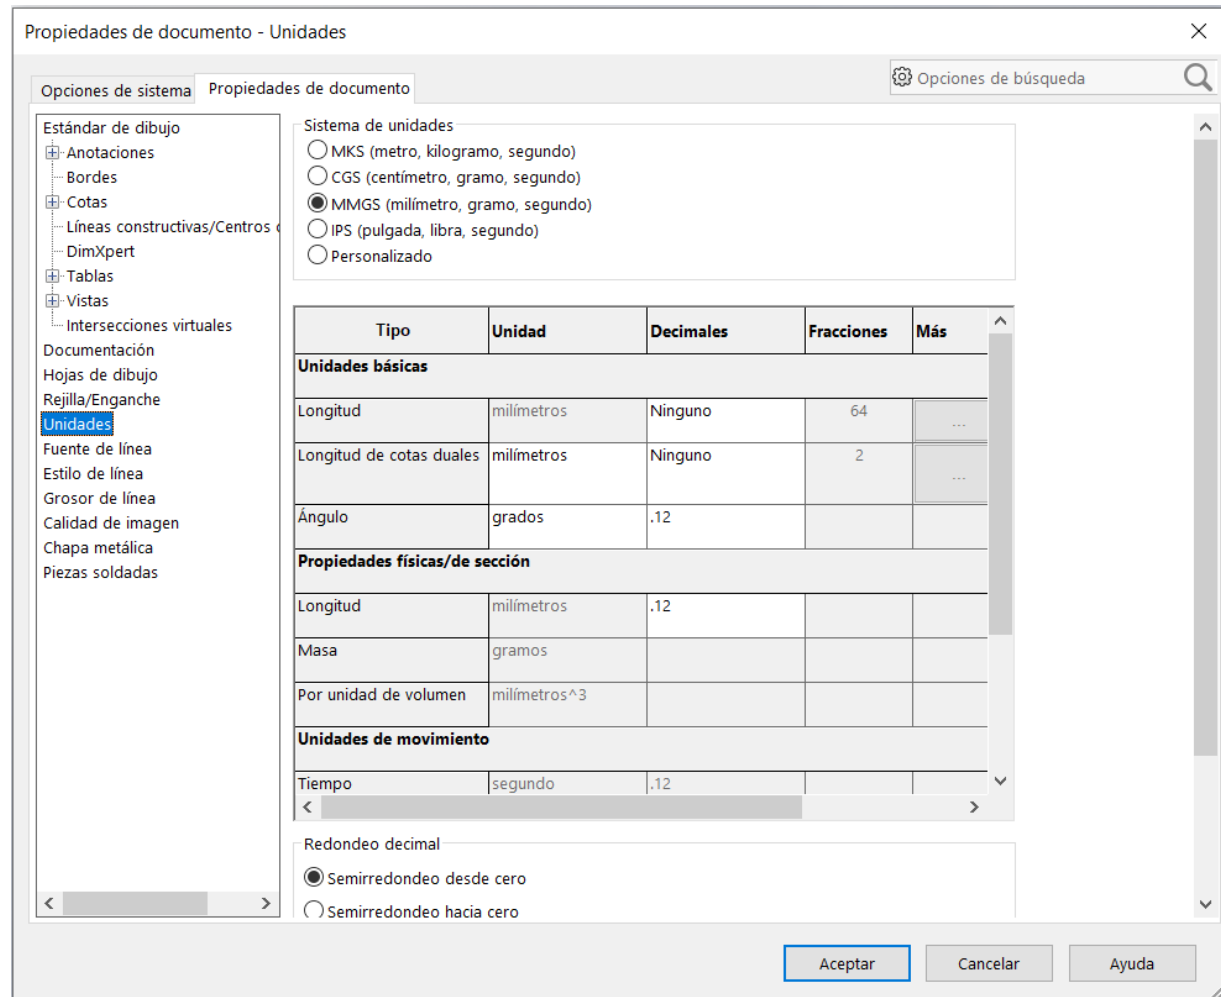 Propiedades de documento - Unidades
Opciones de sistema
Propiedades de documento
Opciones de búsqueda
Estándar de dibujo
Anotaciones
Bordes
Cotas
Líneas constructivas/Centros
DimXpert
Tablas
Vistas
Intersecciones virtuales
Documentación
Hojas de dibujo
Rejilla/Enganche
Unidades
Fuente de línea
Estilo de línea
Grosor de línea
Calidad de imagen
Chapa metálica
Piezas soldadas
Sistema de unidades
MKS (metro, kilogramo, segundo)
CGS (centímetro, gramo, segundo)
MMGS (milímetro, gramo, segundo)
IPS (pulgada, libra, segundo)
Personalizado
Tipo Unidad Decimales Fracciones Más
Unidades básicas
Longitud milímetros Ninguno 64 ...
Longitud de cotas duales milímetros Ninguno 2 ...
Ángulo grados .12
Propiedades físicas/de sección
Longitud milímetros .12
Masa gramos
Por unidad de volumen milímetros^3
Unidades de movimiento
Tiempo segundo .12
Redondeo decimal
Semirredondeo desde cero
Semirredondeo hacia cero
Aceptar Cancelar Ayuda